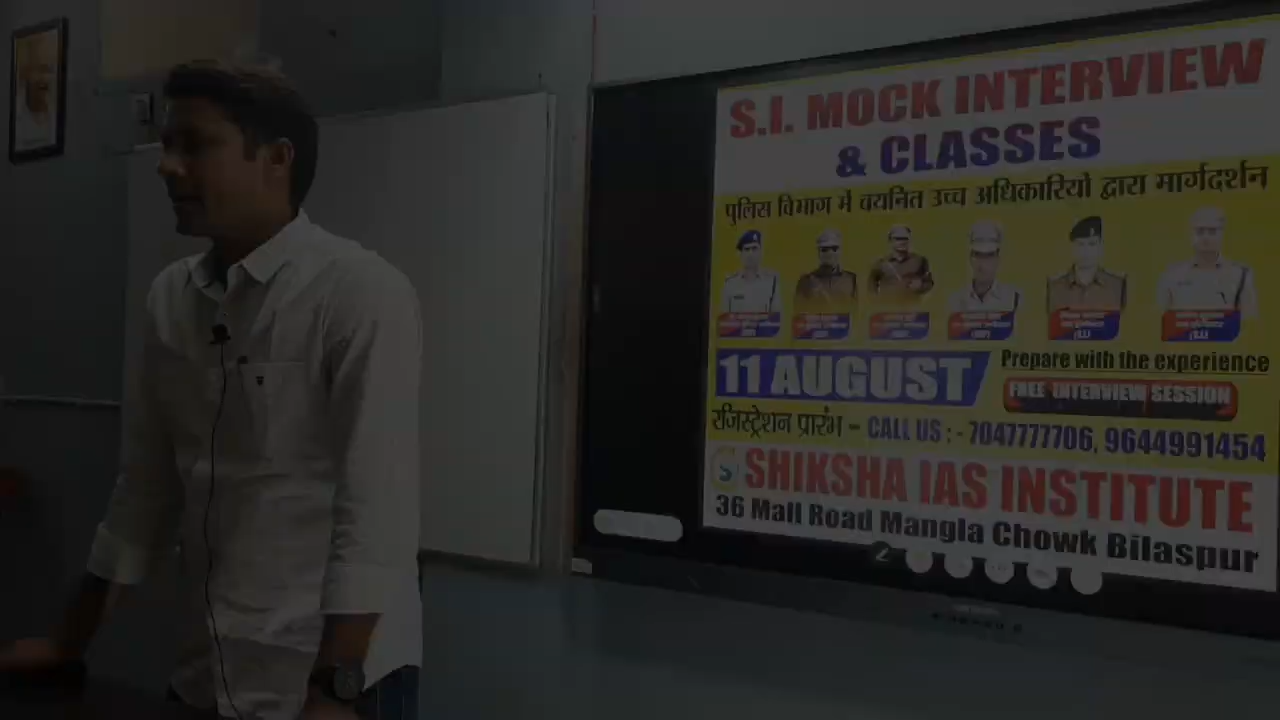 S.I. MOCK INTERVIEW
& CLASSES
पुलिस विभाग में चयनित उच्च अधिकारियो द्वारा मार्गदर्शन
11 AUGUST
Prepare with the experience
FREE INTERVIEW SESSION
रजिस्ट्रेशन प्रारंभ - CALL US : - 7047777706, 9644991454
S SHIKSHA IAS INSTITUTE
36 Mall Road Mangla Chowk Bilaspur
2